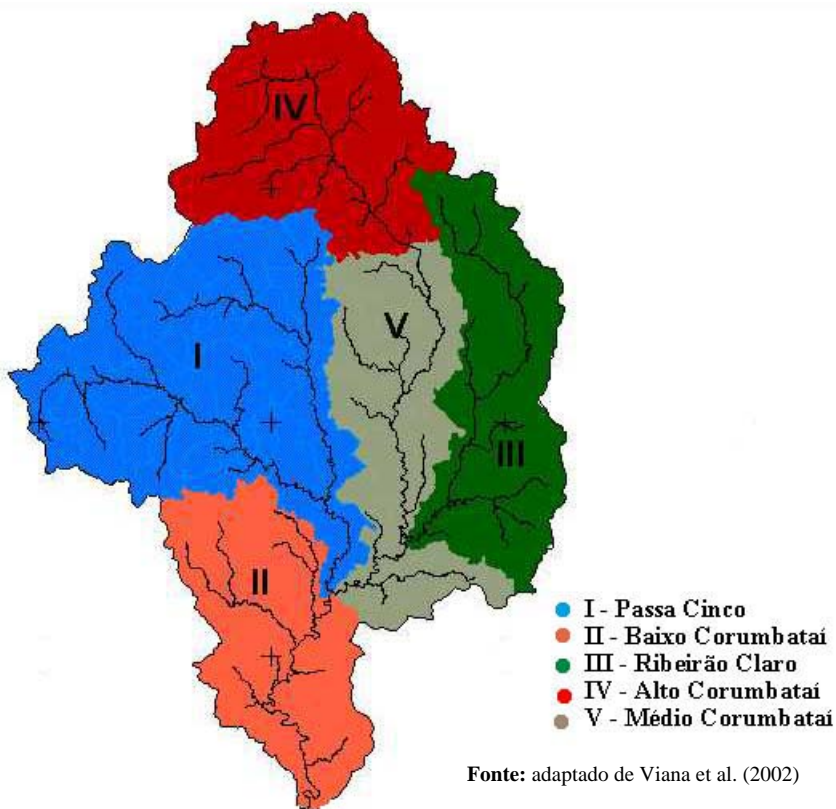 IV
I
V
III
II
I - Passa Cinco
II - Baixo Corumbataí
III - Ribeirão Claro
IV - Alto Corumbataí
V - Médio Corumbataí
Fonte: adaptado de Viana et al. (2002)